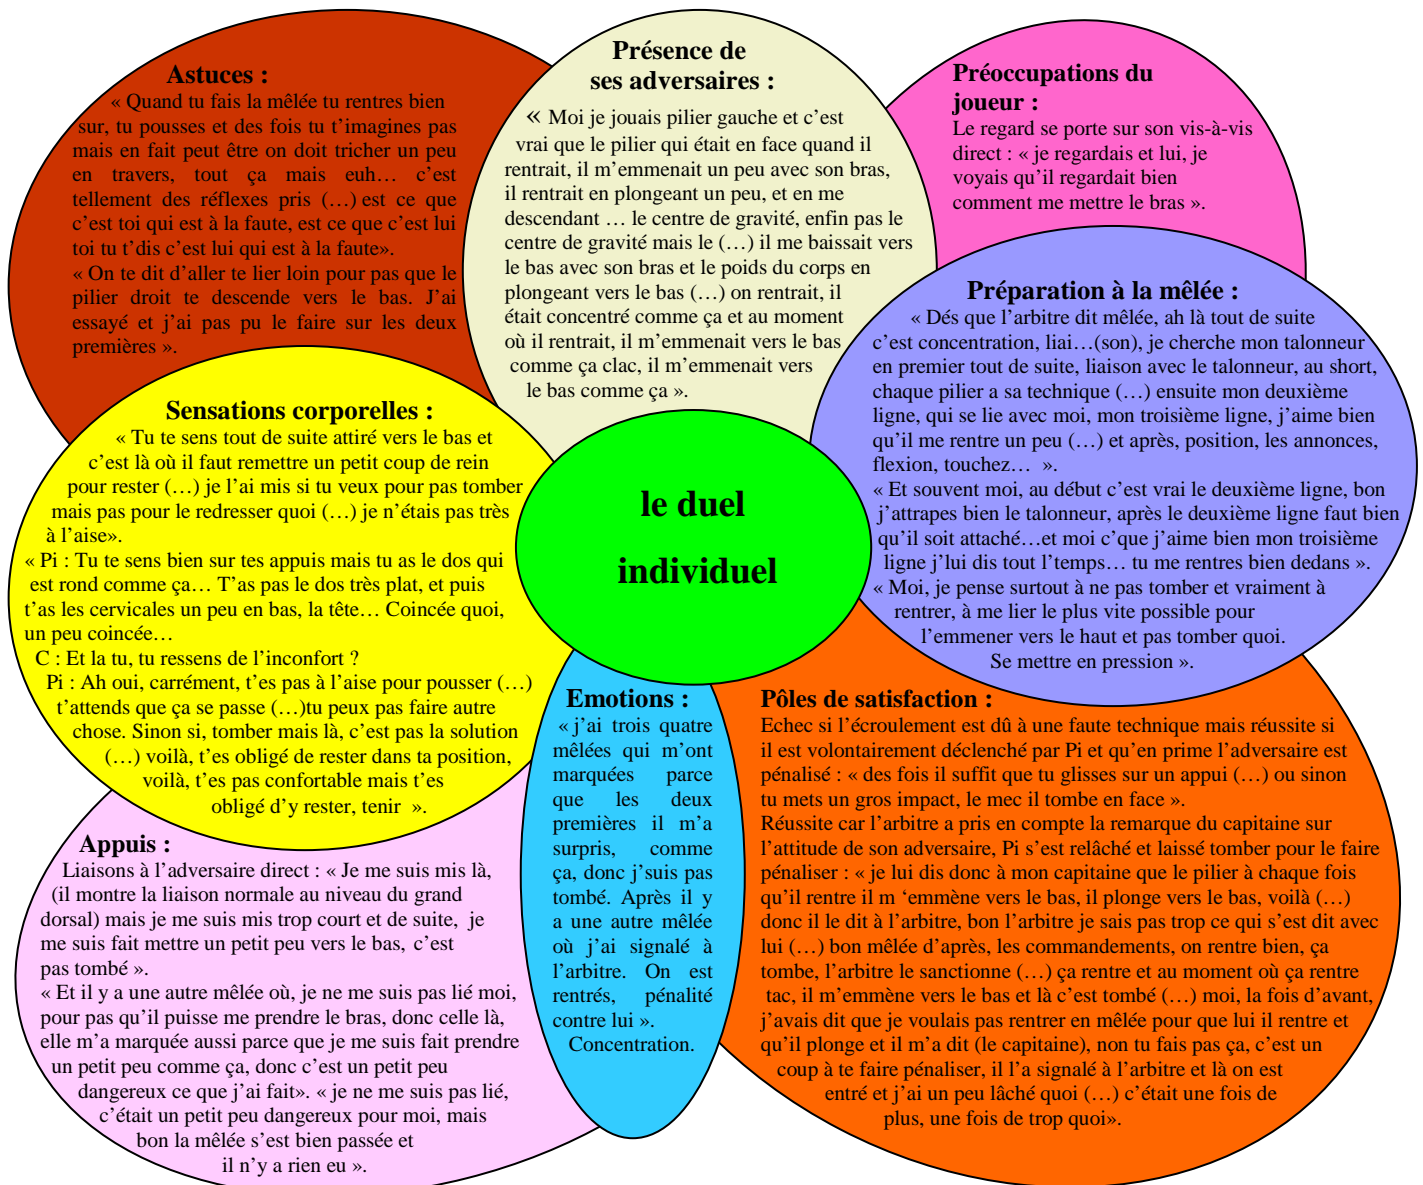 Astuces :
« Quand tu fais la mêlée tu rentres bien
sur, tu pousses et des fois tu t'imagines pas
mais en fait peut être on doit tricher un peu
en travers, tout ça mais euh… c'est
tellement des réflexes pris (…) est ce que
c'est toi qui est à la faute, est ce que c'est lui
toi tu t'dis c'est lui qui est à la faute».
« On te dit d'aller te lier loin pour pas que le
pilier droit te descende vers le bas. J'ai
essayé et j'ai pas pu le faire sur les deux
premières ».
Présence de
ses adversaires :
« Moi je jouais pilier gauche et c'est
vrai que le pilier qui était en face quand il
rentrait, il m'emmenait un peu avec son bras,
il rentrait en plongeant un peu, et en me
descendant … le centre de gravité, enfin pas le
centre de gravité mais le (…) il me baissait vers
le bas avec son bras et le poids du corps en
plongeant vers le bas (…) on rentrait, il
était concentré comme ça et au moment
où il rentrait, il m'emmenait vers le bas
comme ça clac, il m'emmenait vers
le bas comme ça ».
Préoccupations du
joueur :
Le regard se porte sur son vis-à-vis
direct : « je regardais et lui, je
voyais qu'il regardait bien
comment me mettre le bras ».
Préparation à la mêlée :
« Dés que l'arbitre dit mêlée, ah là tout de suite
c'est concentration, liai…(son), je cherche mon talonneur
en premier tout de suite, liaison avec le talonneur, au short,
chaque pilier a sa technique (…) ensuite mon deuxième
ligne, qui se lie avec moi, mon troisième ligne, j'aime bien
qu'il me rentre un peu (…) et après, position, les annonces,
flexion, touchez… ».
« Et souvent moi, au début c'est vrai le deuxième ligne, bon
j'attrapes bien le talonneur, après le deuxième ligne faut bien
qu'il soit attaché…et moi c'que j'aime bien mon troisième
ligne j'lui dis tout l'temps… tu me rentres bien dedans ».
« Moi, je pense surtout à ne pas tomber et vraiment à
rentrer, à me lier le plus vite possible pour
l'emmener vers le haut et pas tomber quoi.
Se mettre en pression ».
Sensations corporelles :
« Tu te sens tout de suite attiré vers le bas et
c'est là où il faut remettre un petit coup de rein
pour rester (…) je l'ai mis si tu veux pour pas tomber
mais pas pour le redresser quoi (…) je n'étais pas très
à l'aise».
« Pi : Tu te sens bien sur tes appuis mais tu as le dos qui
est rond comme ça… T'as pas le dos très plat, et puis
t'as les cervicales un peu en bas, la tête… Coincée quoi,
un peu coincée…
C : Et la tu, tu ressens de l'inconfort ?
Pi : Ah oui, carrément, t'es pas à l'aise pour pousser (…)
t'attends que ça se passe (…)tu peux pas faire autre
chose. Sinon si, tomber mais là, c'est pas la solution
(…) voilà, t'es obligé de rester dans ta position,
voilà, t'es pas confortable mais t'es
obligé d'y rester, tenir ».
le duel
individuel
Appuis :
Liaisons à l'adversaire direct : « Je me suis mis là,
(il montre la liaison normale au niveau du grand
dorsal) mais je me suis mis trop court et de suite, je
me suis fait mettre un petit peu vers le bas, c'est
pas tombé ».
« Et il y a une autre mêlée où, je ne me suis pas lié moi,
pour pas qu'il puisse me prendre le bras, donc celle là,
elle m'a marquée aussi parce que je me suis fait prendre
un petit peu comme ça, donc c'est un petit peu
dangereux ce que j'ai fait». « je ne me suis pas lié,
c'était un petit peu dangereux pour moi, mais
bon la mêlée s'est bien passée et
il n'y a rien eu ».
Emotions :
« j'ai trois quatre
mêlées qui m'ont
marquées parce
que les deux
premières il m'a
surpris, comme
ça, donc j'suis pas
tombé. Après il y
a une autre mêlée
où j'ai signalé à
l'arbitre. On est
rentrés, pénalité
contre lui ».
Concentration.
Pôles de satisfaction :
Echec si l'écroulement est dû à une faute technique mais réussite si
il est volontairement déclenché par Pi et qu'en prime l'adversaire est
pénalisé : « des fois il suffit que tu glisses sur un appui (…) ou sinon
tu mets un gros impact, le mec il tombe en face ».
Réussite car l'arbitre a pris en compte la remarque du capitaine sur
l'attitude de son adversaire, Pi s'est relâché et laissé tomber pour le faire
pénaliser : « je lui dis donc à mon capitaine que le pilier à chaque fois
qu'il rentre il m 'emmène vers le bas, il plonge vers le bas, voilà (…)
donc il le dit à l'arbitre, bon l'arbitre je sais pas trop ce qui s'est dit avec
lui (…) bon mêlée d'après, les commandements, on rentre bien, ça
tombe, l'arbitre le sanctionne (…) ça rentre et au moment où ça rentre
tac, il m'emmène vers le bas et là c'est tombé (…) moi, la fois d'avant,
j'avais dit que je voulais pas rentrer en mêlée pour que lui il rentre et
qu'il plonge et il m'a dit (le capitaine), non tu fais pas ça, c'est un
coup à te faire pénaliser, il l'a signalé à l'arbitre et là on est
entré et j'ai un peu lâché quoi (…) c'était une fois de
plus, une fois de trop quoi».